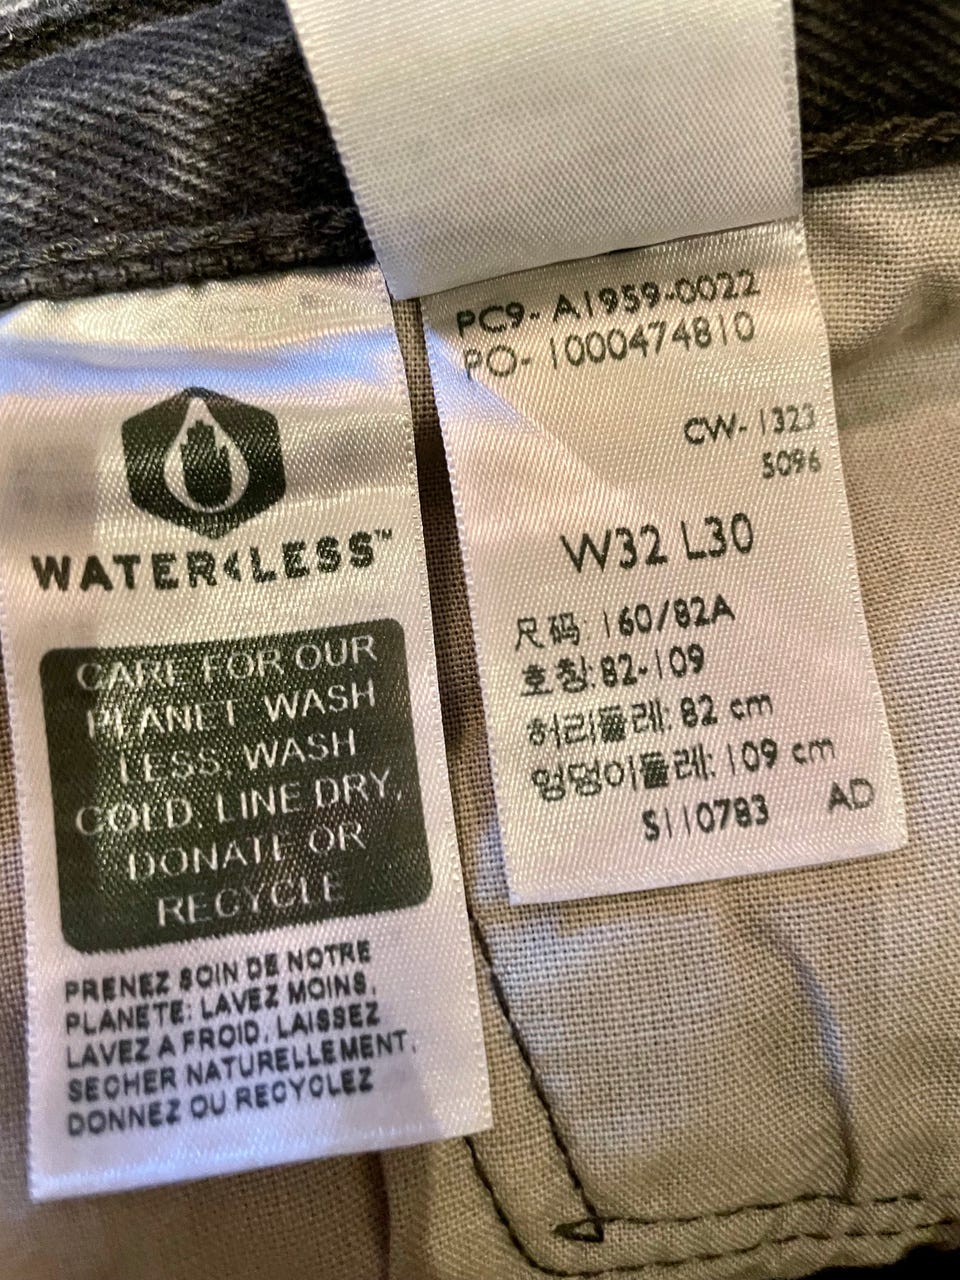 WATER<LESS™
CARE FOR OUR
PLANET WASH
LESS, WASH
COLD, LINE DRY,
DONATE OR
RECYCLE
PRENEZ SOIN DE NOTRE
PLANETE: LAVEZ MOINS,
LAVEZ A FROID, LAISSEZ
SECHER NATURELLEMENT,
DONNEZ OU RECYCLEZ
PC9- A1959-0022
PO- 1000474810
CW- 1323
5096
W32 L30
尺码: 160/82A
호칭: 82-109
허리둘레: 82 cm
엉덩이둘레: 109 cm
S110783 AD